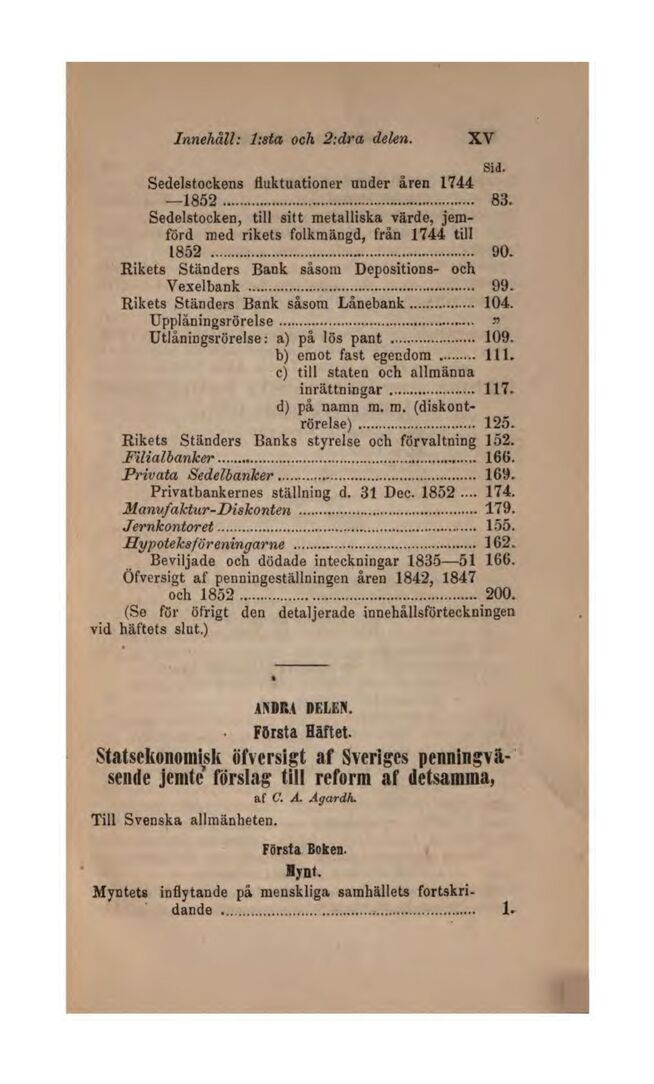 Innehåll: 1:sta och 2:dra delen. XV
Sid.
Sedelstockens fluktuationer under åren 1744
—1852 ........ 83.
Sedelstocken, till sitt metalliska värde, jem-
förd med rikets folkmängd, från 1744 till
1852 ........ 90.
Rikets Ständers Bank såsom Depositions- och
Vexelbank ........ 99.
Rikets Ständers Bank såsom Lånebank ........ 104.
Upplåningsrörelse ........ „
Utlåningsrörelse: a) på lös pant ........ 109.
b) emot fast egendom ........ 111.
c) till staten och allmänna
inrättningar ........ 117.
d) på namn m. m. (diskont-
rörelse) ........ 125.
Rikets Ständers Banks styrelse och förvaltning 152.
Filialbanker ........ 166.
Privata Sedelbanker ........ 169.
Privatbankernes ställning d. 31 Dec. 1852 .... 174.
Manufaktur-Diskonten ........ 179.
Jernkontoret ........ 155.
Hypoteksföreningarne ........ 162.
Beviljade och dödade inteckningar 1835—51 166.
Öfversigt af penningeställningen åren 1842, 1847
och 1852 ........ 200.
(Se för öfrigt den detaljerade innehållsförteckningen
vid häftets slut.)
ANDRA DELEN.
Första Häftet.
Statsekonomisk öfversigt af Sveriges penningvä-
sende jemte förslag till reform af detsamma,
af C. A. Agardh.
Till Svenska allmänheten.
Första Boken.
Mynt.
Myntets inflytande på menskliga samhällets fortskri-
dande ........ 1.